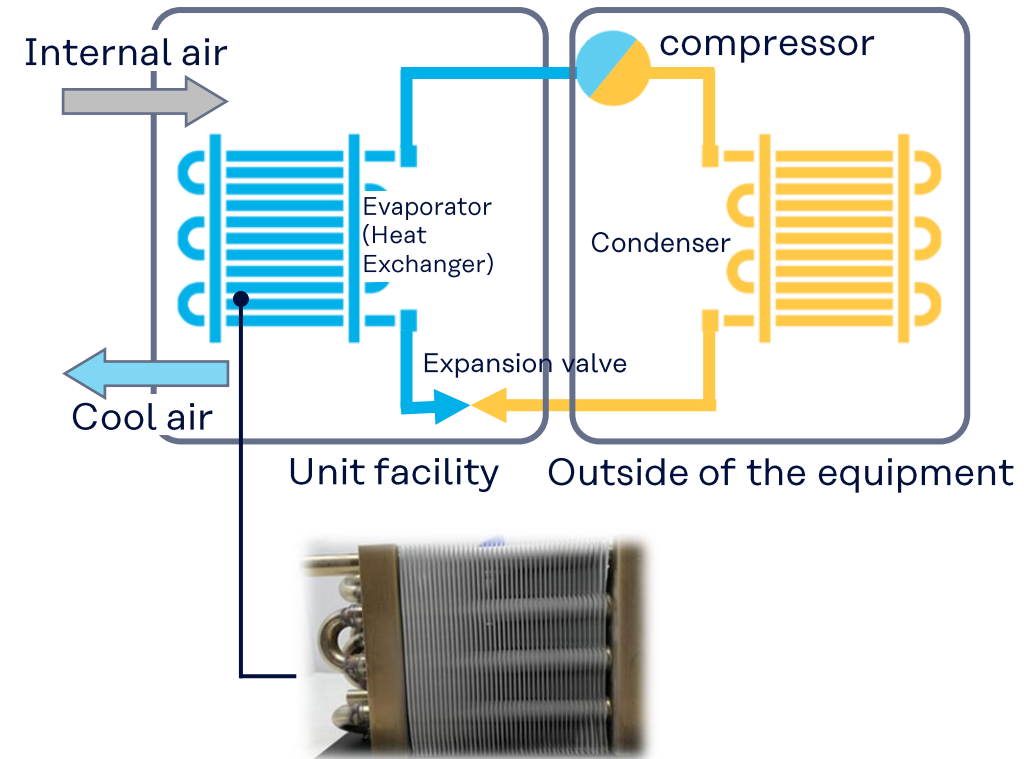 Internal air
compressor
Evaporator
(Heat
Exchanger)
Condenser
Expansion valve
Cool air
Unit facility
Outside of the equipment